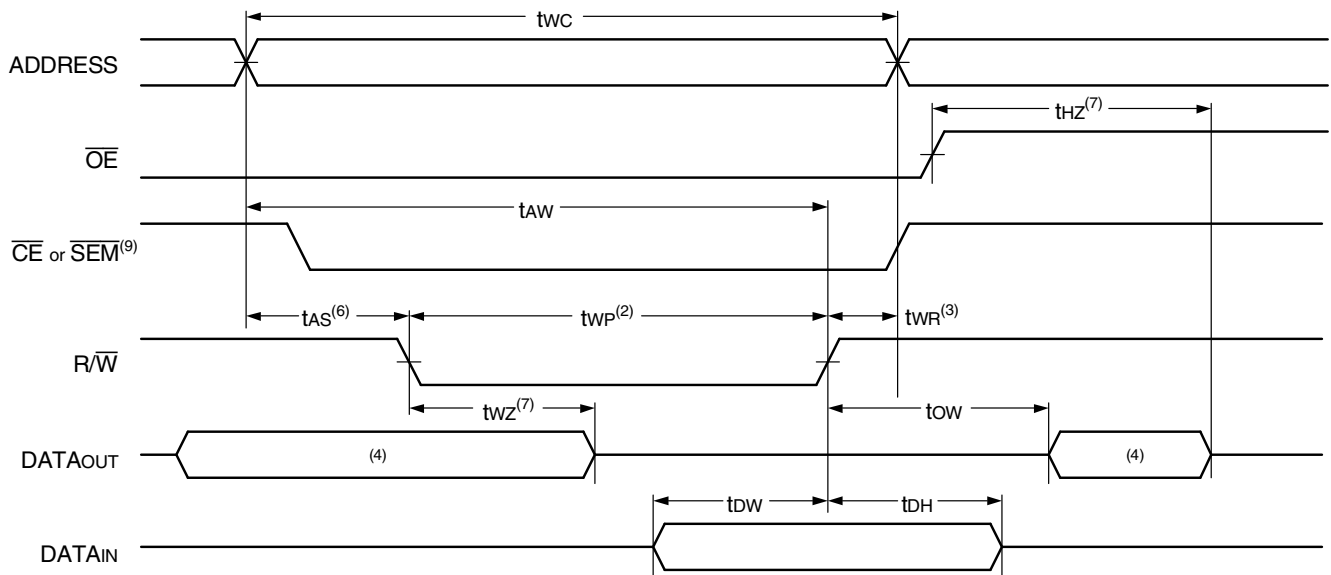 tWC
ADDRESS
tHZ(7)
OE
tAW
CE or SEM(9)
tAS(6) tWP(2) tWR(3)
R/W
tWZ(7) tOW
DATAOUT (4) (4)
tDW tDH
DATAIN